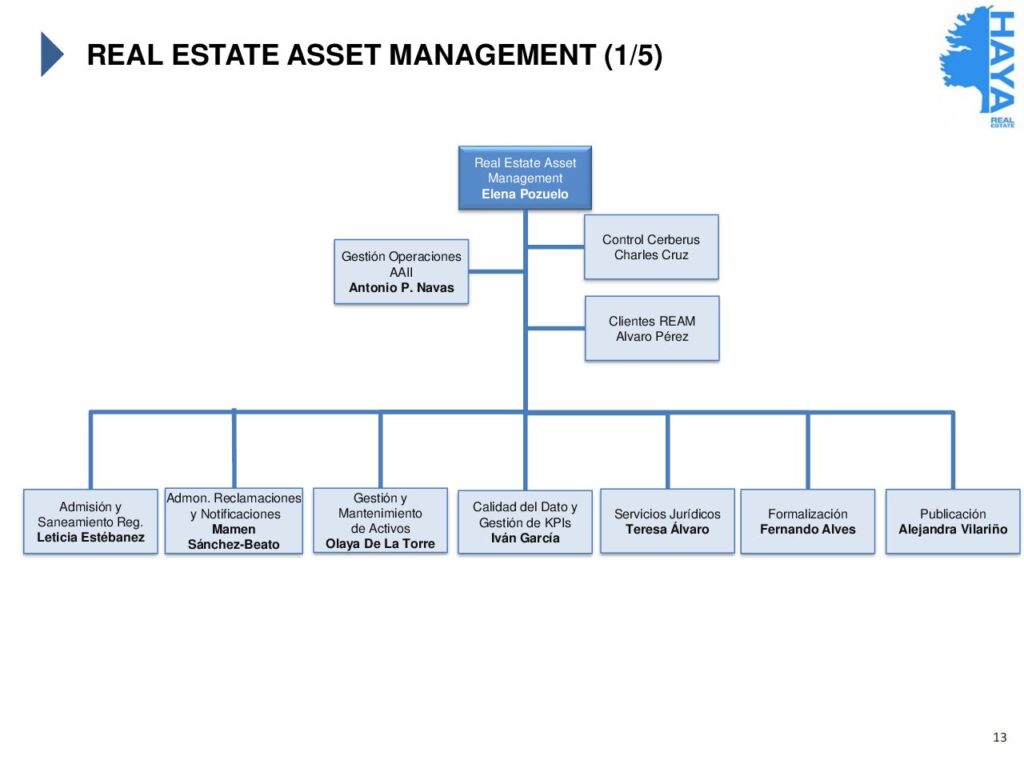 REAL ESTATE ASSET MANAGEMENT (1/5)
HAYA
REAL
ESTATE
Real Estate Asset
Management
Elena Pozuelo
Control Cerberus
Charles Cruz
Gestión Operaciones
AAII
Antonio P. Navas
Clientes REAM
Alvaro Pérez
Admisión y
Saneamiento Reg.
Leticia Estébanez
Admon. Reclamaciones
y Notificaciones
Mamen
Sánchez-Beato
Gestión y
Mantenimiento
de Activos
Olaya De La Torre
Calidad del Dato y
Gestión de KPIs
Iván García
Servicios Jurídicos
Teresa Álvaro
Formalización
Fernando Alves
Publicación
Alejandra Vilariño
13